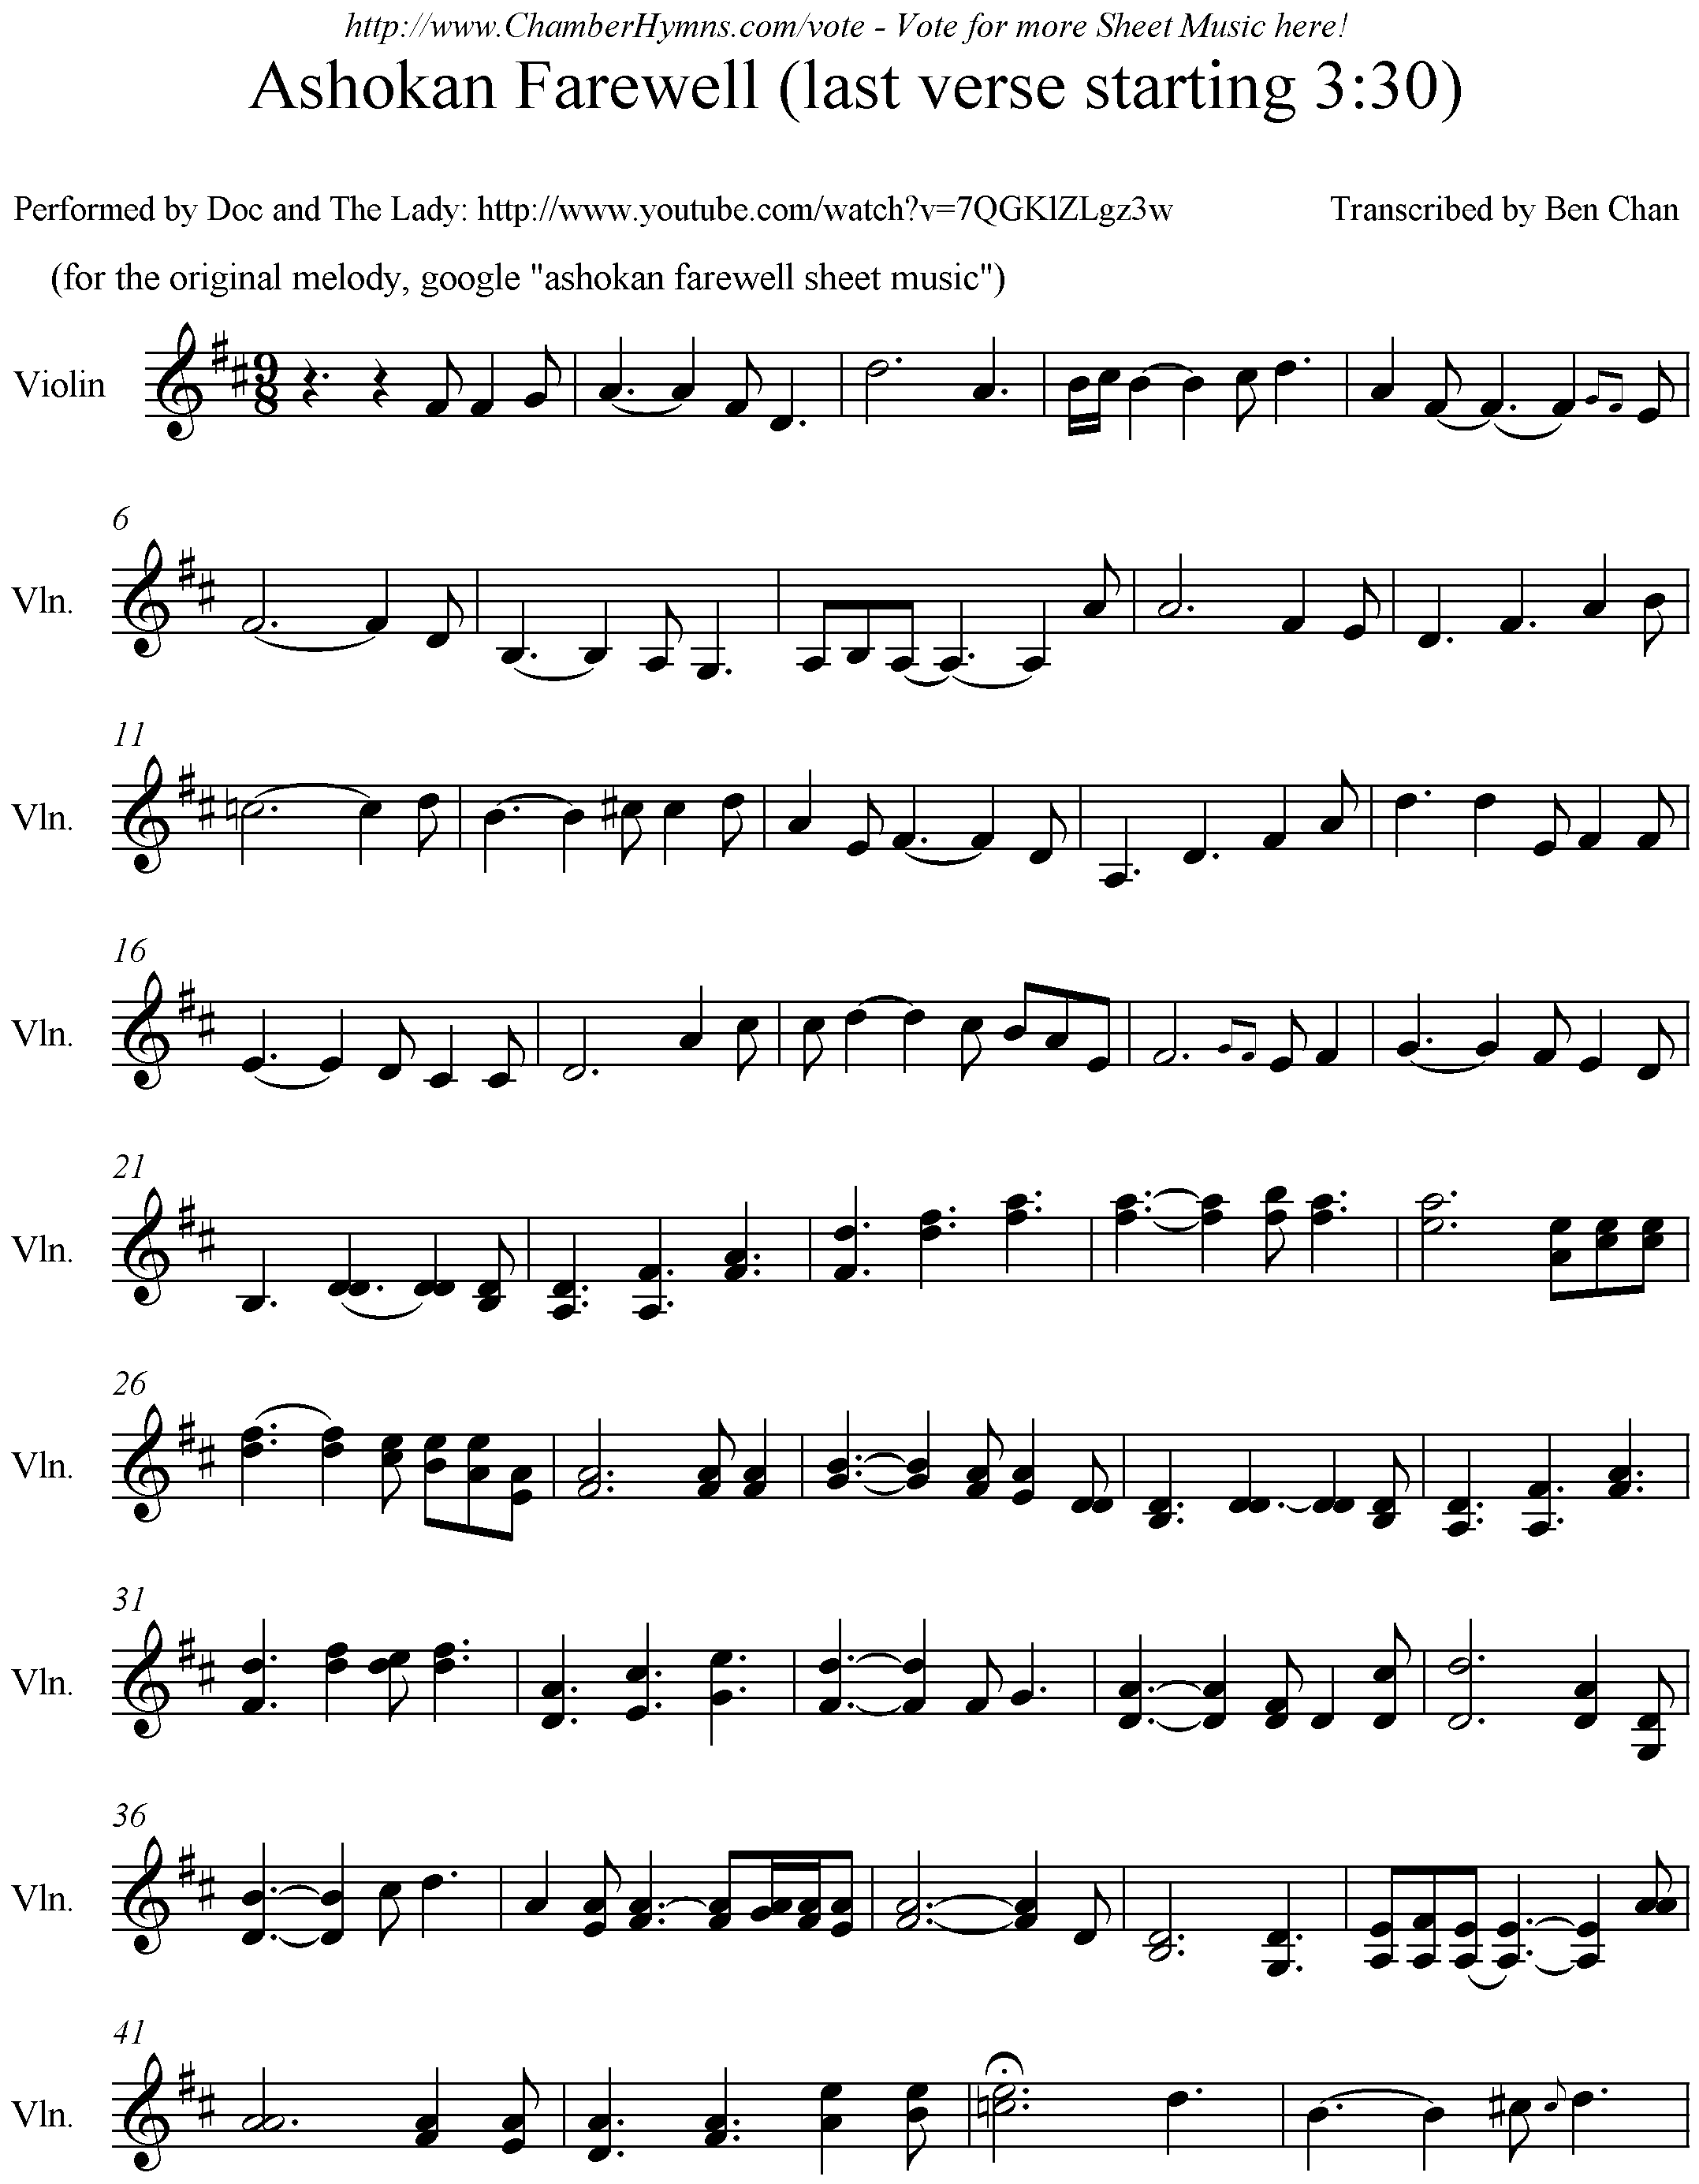 http://www.ChamberHymns.com/vote - Vote for more Sheet Music here!
Ashokan Farewell (last verse starting 3:30)
Performed by Doc and The Lady: http://www.youtube.com/watch?v=7QGKlZLgz3w Transcribed by Ben Chan
(for the original melody, google "ashokan farewell sheet music")
Violin 9
8
6
Vln.
11
Vln.
16
Vln.
21
Vln.
26
Vln.
31
Vln.
36
Vln.
41
Vln.